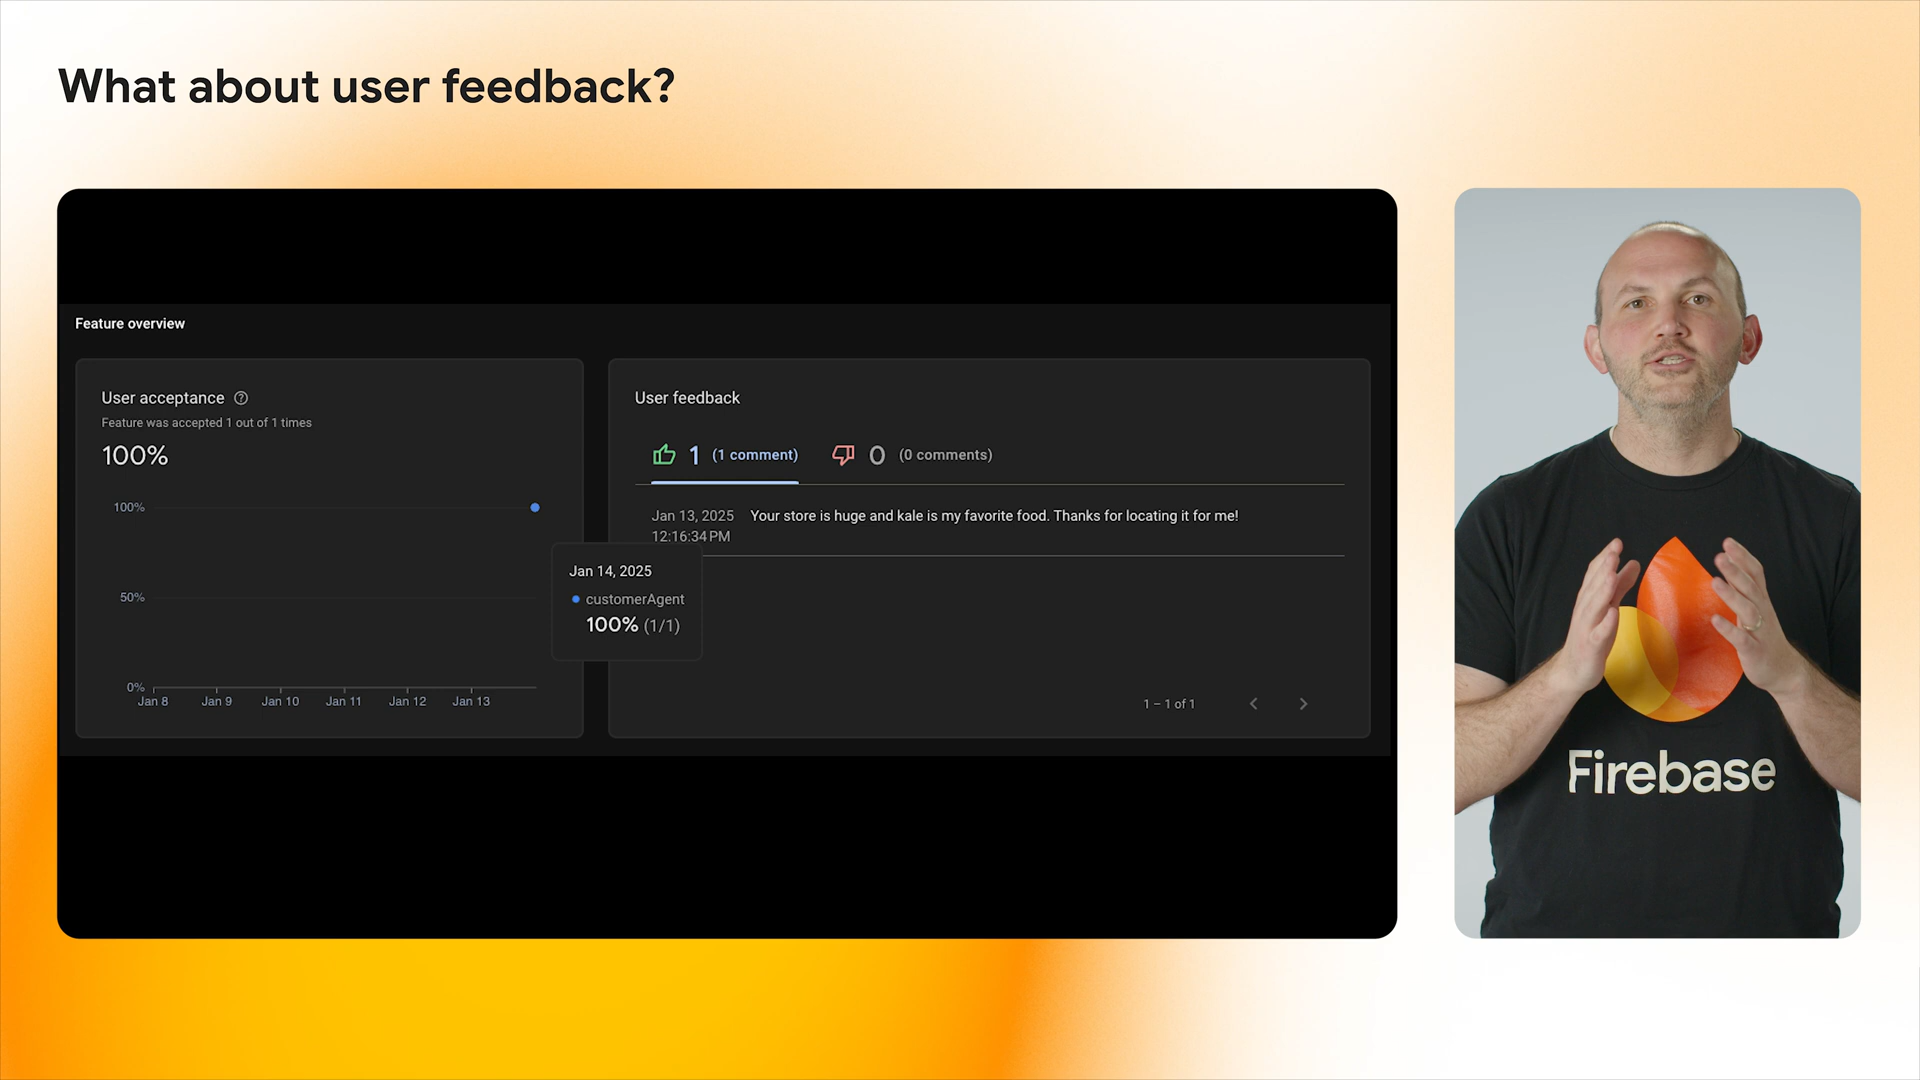 What about user feedback?
Feature overview
User acceptance
Feature was accepted 1 out of 1 times
100%
100%
50%
0%
Jan 8 Jan 9 Jan 10 Jan 11 Jan 12 Jan 13
Jan 14, 2025
customerAgent
100% (1/1)
User feedback
1 (1 comment) 0 (0 comments)
Jan 13, 2025 Your store is huge and kale is my favorite food. Thanks for locating it for me!
12:16:34 PM
1 – 1 of 1
Firebase